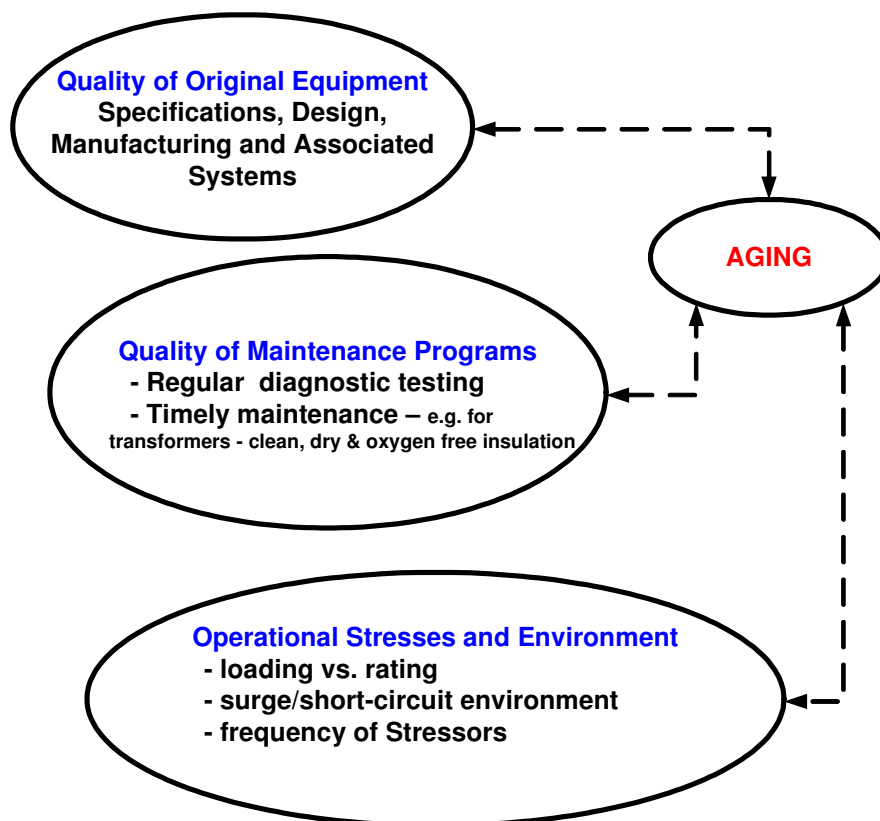 Quality of Original Equipment
Specifications, Design,
Manufacturing and Associated
Systems
AGING
Quality of Maintenance Programs
- Regular diagnostic testing
- Timely maintenance – e.g. for
transformers - clean, dry & oxygen free insulation
Operational Stresses and Environment
- loading vs. rating
- surge/short-circuit environment
- frequency of Stressors